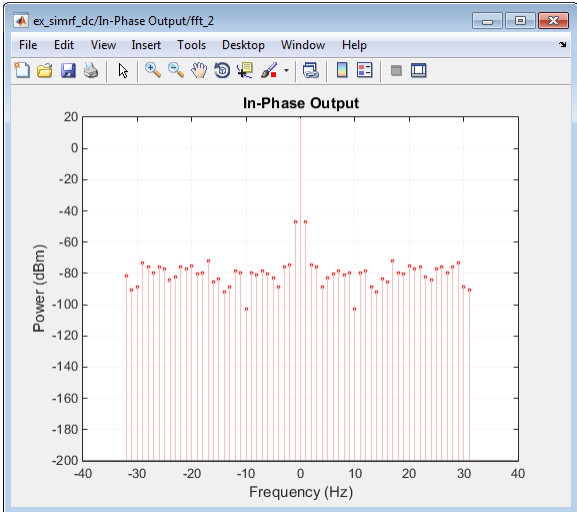 ex_simrf_dc/In-Phase Output/fft_2
File Edit View Insert Tools Desktop Window Help
In-Phase Output
20
0
-20
-40
-60
-80
-100
-120
-140
-160
-180
-200
Power (dBm)
-40 -30 -20 -10 0 10 20 30 40
Frequency (Hz)